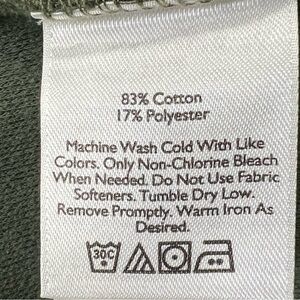 83% Cotton
17% Polyester
Machine Wash Cold With Like
Colors. Only Non-Chlorine Bleach
When Needed. Do Not Use Fabric
Softeners. Tumble Dry Low.
Remove Promptly. Warm Iron As
Desired.
30C